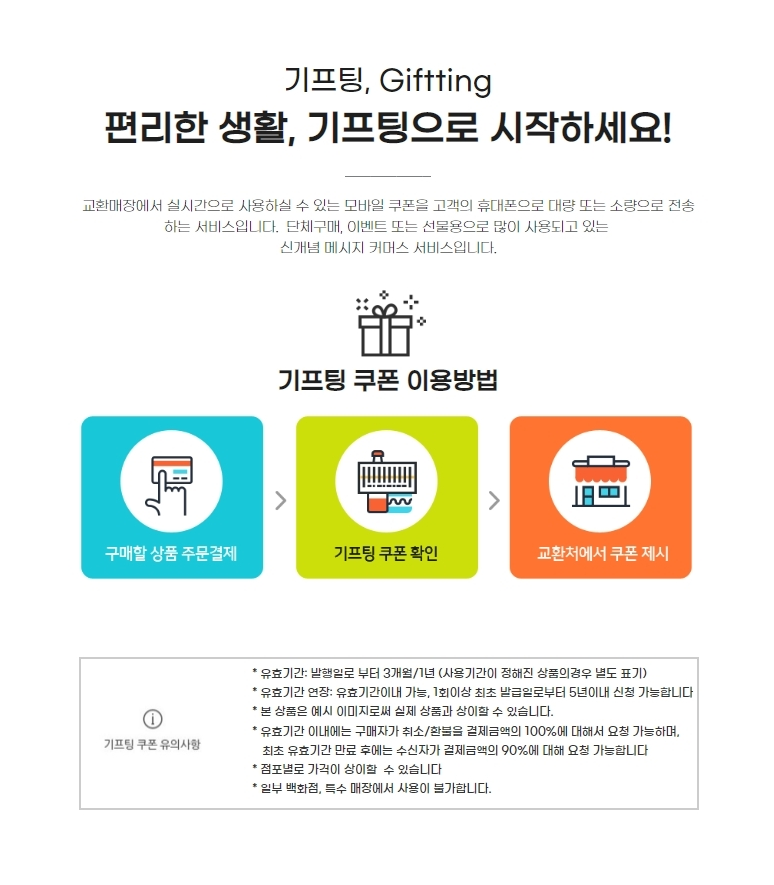 기프팅, Giftting
편리한 생활, 기프팅으로 시작하세요!
교환매장에서 실시간으로 사용하실 수 있는 모바일 쿠폰을 고객의 휴대폰으로 대량 또는 소량으로 전송
하는 서비스입니다. 단체구매, 이벤트 또는 선물용으로 많이 사용되고 있는
신개념 메시지 커머스 서비스입니다.
기프팅 쿠폰 이용방법
구매할 상품 주문결제
기프팅 쿠폰 확인
교환처에서 쿠폰 제시
기프팅 쿠폰 유의사항
* 유효기간: 발행일로 부터 3개월/1년 (사용기간이 정해진 상품의경우 별도 표기)
* 유효기간 연장: 유효기간이내 가능, 1회이상 최초 발급일로부터 5년이내 신청 가능합니다
* 본 상품은 예시 이미지로써 실제 상품과 상이할 수 있습니다.
* 유효기간 이내에는 구매자가 취소/환불을 결제금액의 100%에 대해서 요청 가능하며,
최초 유효기간 만료 후에는 수신자가 결제금액의 90%에 대해 요청 가능합니다
* 점포별로 가격이 상이할 수 있습니다
* 일부 백화점, 특수 매장에서 사용이 불가합니다.